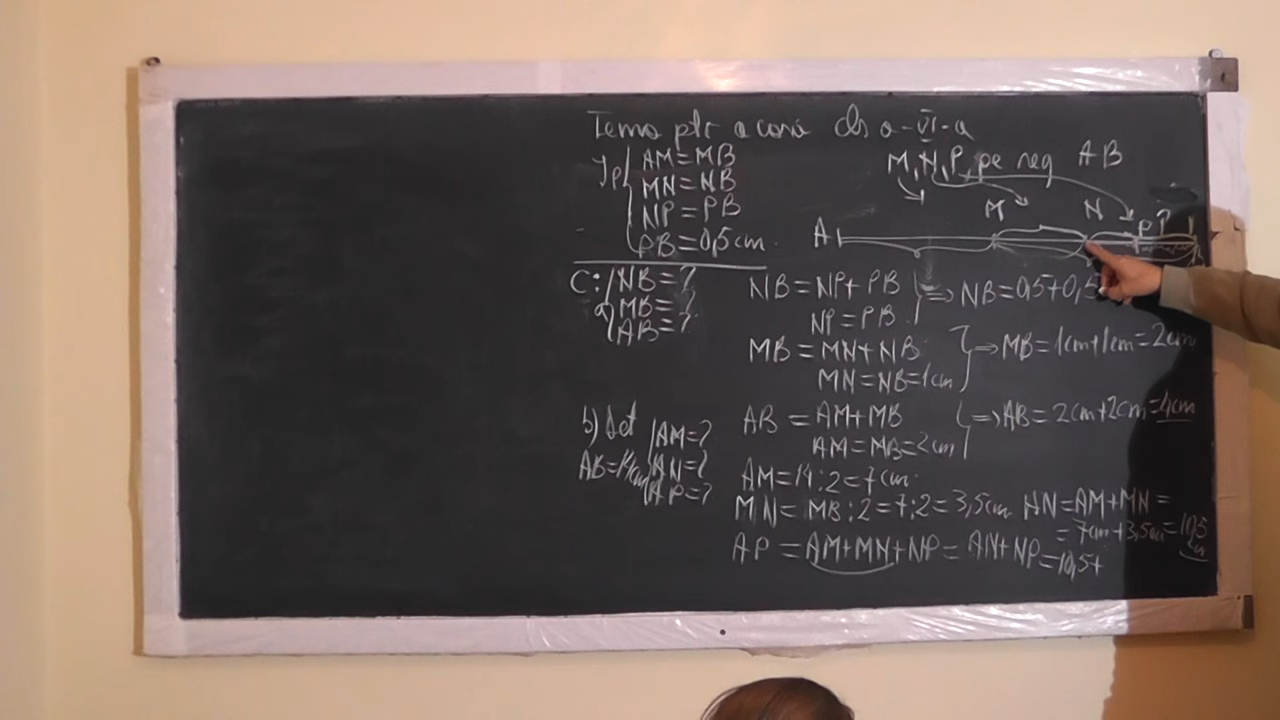 Tema ptr acasă cls a-VI-a
Ip AM=MB
MN=NB
NP=PB
PB=0,5cm.
M, N, P pe seg AB
A M N P ?
C: a) NB=?
MB=?
AB=?
NB=NP+PB
NP=PB
=> NB=0,5+0,5
MB=MN+NB
MN=NB=1cm
=> MB=1cm+1cm=2cm
AB=AM+MB
AM=MB=2cm
=> AB=2cm+2cm=4cm
b)
AB=14cm
AM=?
AN=?
AP=?
AM=14:2=7cm.
MN=MB:2=7:2=3,5cm AN=AM+MN=
=7cm+3,5cm=10,5
cm
AP=AM+MN+NP=AN+NP=10,5+